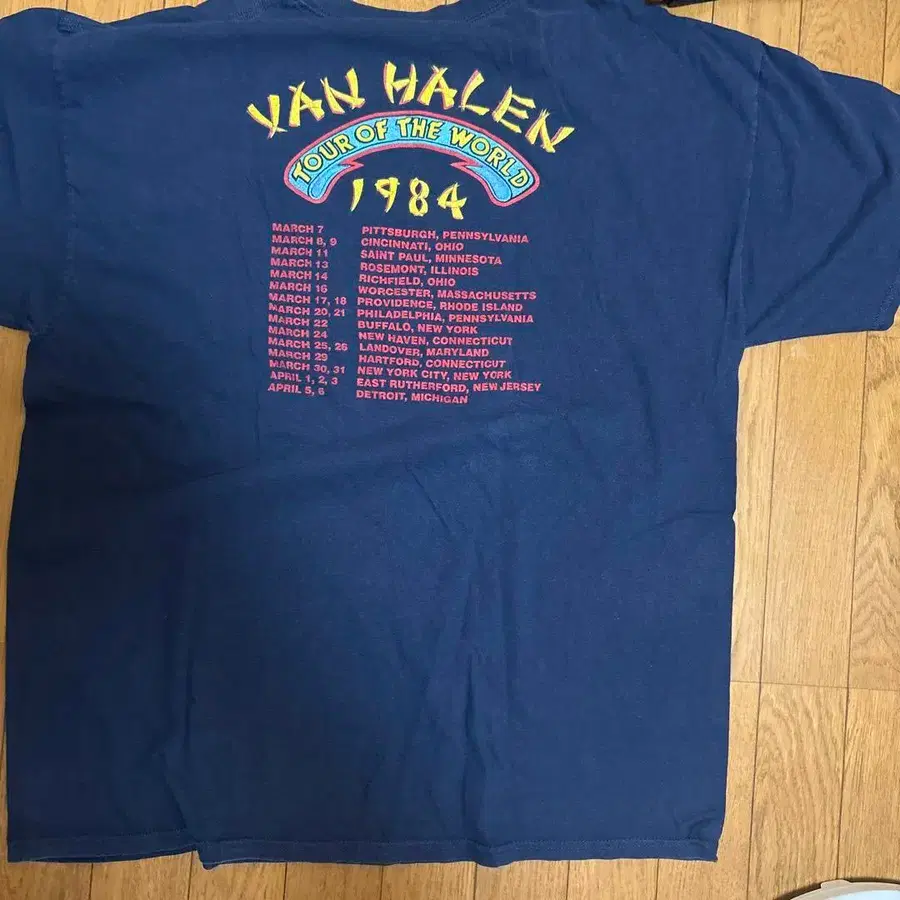 VAN HALEN
TOUR OF THE WORLD
1984
MARCH 7 PITTSBURGH, PENNSYLVANIA
MARCH 8, 9 CINCINNATI, OHIO
MARCH 11 SAINT PAUL, MINNESOTA
MARCH 13 ROSEMONT, ILLINOIS
MARCH 14 RICHFIELD, OHIO
MARCH 16 WORCESTER, MASSACHUSETTS
MARCH 17, 18 PROVIDENCE, RHODE ISLAND
MARCH 20, 21 PHILADELPHIA, PENNSYLVANIA
MARCH 22 BUFFALO, NEW YORK
MARCH 24 NEW HAVEN, CONNECTICUT
MARCH 25, 26 LANDOVER, MARYLAND
MARCH 29 HARTFORD, CONNECTICUT
MARCH 30, 31 NEW YORK CITY, NEW YORK
APRIL 1, 2, 3 EAST RUTHERFORD, NEW JERSEY
APRIL 5, 6 DETROIT, MICHIGAN